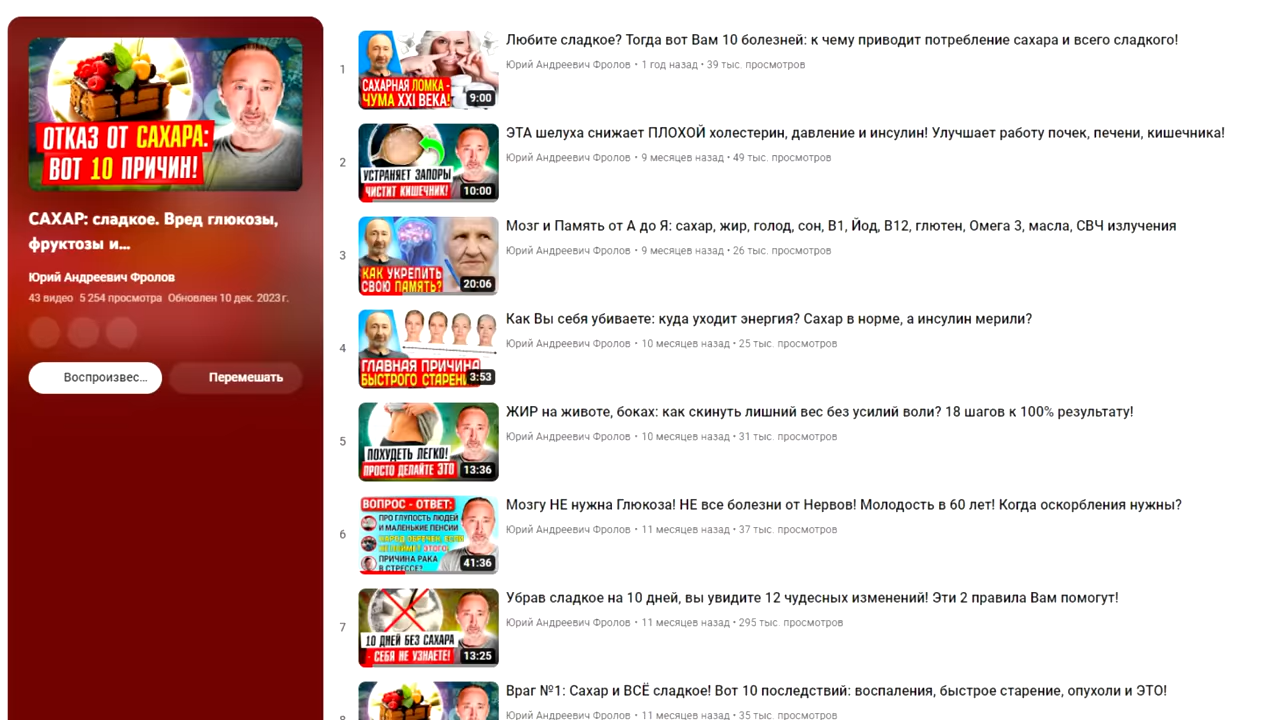 ОТКАЗ ОТ САХАРА:
ВОТ 10 ПРИЧИН!
САХАР: сладкое. Вред глюкозы,
фруктозы и...
Юрий Андреевич Фролов
43 видео 5 254 просмотра Обновлен 10 дек. 2023 г.
Воспроизвес...
Перемешать
1
САХАРНАЯ ЛОМКА -
ЧУМА XXI ВЕКА!
9:00
Любите сладкое? Тогда вот Вам 10 болезней: к чему приводит потребление сахара и всего сладкого!
Юрий Андреевич Фролов • 1 год назад • 39 тыс. просмотров
2
УСТРАНЯЕТ ЗАПОРЫ
ЧИСТИТ КИШЕЧНИК!
10:00
ЭТА шелуха снижает ПЛОХОЙ холестерин, давление и инсулин! Улучшает работу почек, печени, кишечника!
Юрий Андреевич Фролов • 9 месяцев назад • 49 тыс. просмотров
3
КАК УКРЕПИТЬ
СВОЮ ПАМЯТЬ?
20:06
Мозг и Память от А до Я: сахар, жир, голод, сон, В1, Йод, В12, глютен, Омега 3, масла, СВЧ излучения
Юрий Андреевич Фролов • 9 месяцев назад • 26 тыс. просмотров
4
ГЛАВНАЯ ПРИЧИНА
БЫСТРОГО СТАРЕН
3:53
Как Вы себя убиваете: куда уходит энергия? Сахар в норме, а инсулин мерили?
Юрий Андреевич Фролов • 10 месяцев назад • 25 тыс. просмотров
5
ПОХУДЕТЬ ЛЕГКО!
ПРОСТО ДЕЛАЙТЕ ЭТО
13:36
ЖИР на животе, боках: как скинуть лишний вес без усилий воли? 18 шагов к 100% результату!
Юрий Андреевич Фролов • 10 месяцев назад • 31 тыс. просмотров
6
ВОПРОС - ОТВЕТ:
ПРО ГЛУПОСТЬ ЛЮДЕЙ
И МАЛЕНЬКИЕ ПЕНСИИ
НАРОД ОБРЕЧЕН, ЕСЛИ
НЕ ПОЙМЕТ ЭТОГО!
ПРИЧИНА РАКА
В СТРЕССЕ?
41:36
Мозгу НЕ нужна Глюкоза! НЕ все болезни от Нервов! Молодость в 60 лет! Когда оскорбления нужны?
Юрий Андреевич Фролов • 11 месяцев назад • 37 тыс. просмотров
7
10 ДНЕЙ БЕЗ САХАРА
- СЕБЯ НЕ УЗНАЕТЕ!
13:25
Убрав сладкое на 10 дней, вы увидите 12 чудесных изменений! Эти 2 правила Вам помогут!
Юрий Андреевич Фролов • 11 месяцев назад • 295 тыс. просмотров
8
Враг №1: Сахар и ВСЁ сладкое! Вот 10 последствий: воспаления, быстрое старение, опухоли и ЭТО!
Юрий Андреевич Фролов • 11 месяцев назад • 35 тыс. просмотров